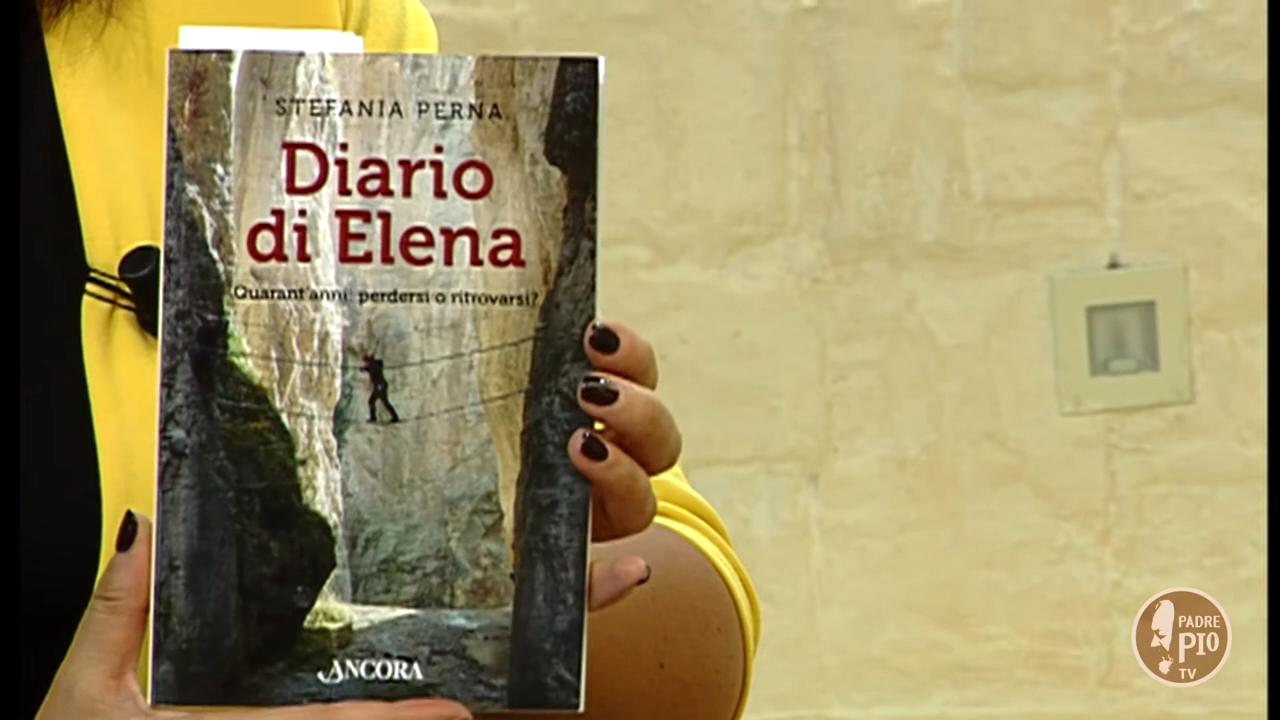 STEFANIA PERNA
Diario
di Elena
Quarant'anni: perdersi o ritrovarsi?
ANCORA
PADRE
PIO
TV